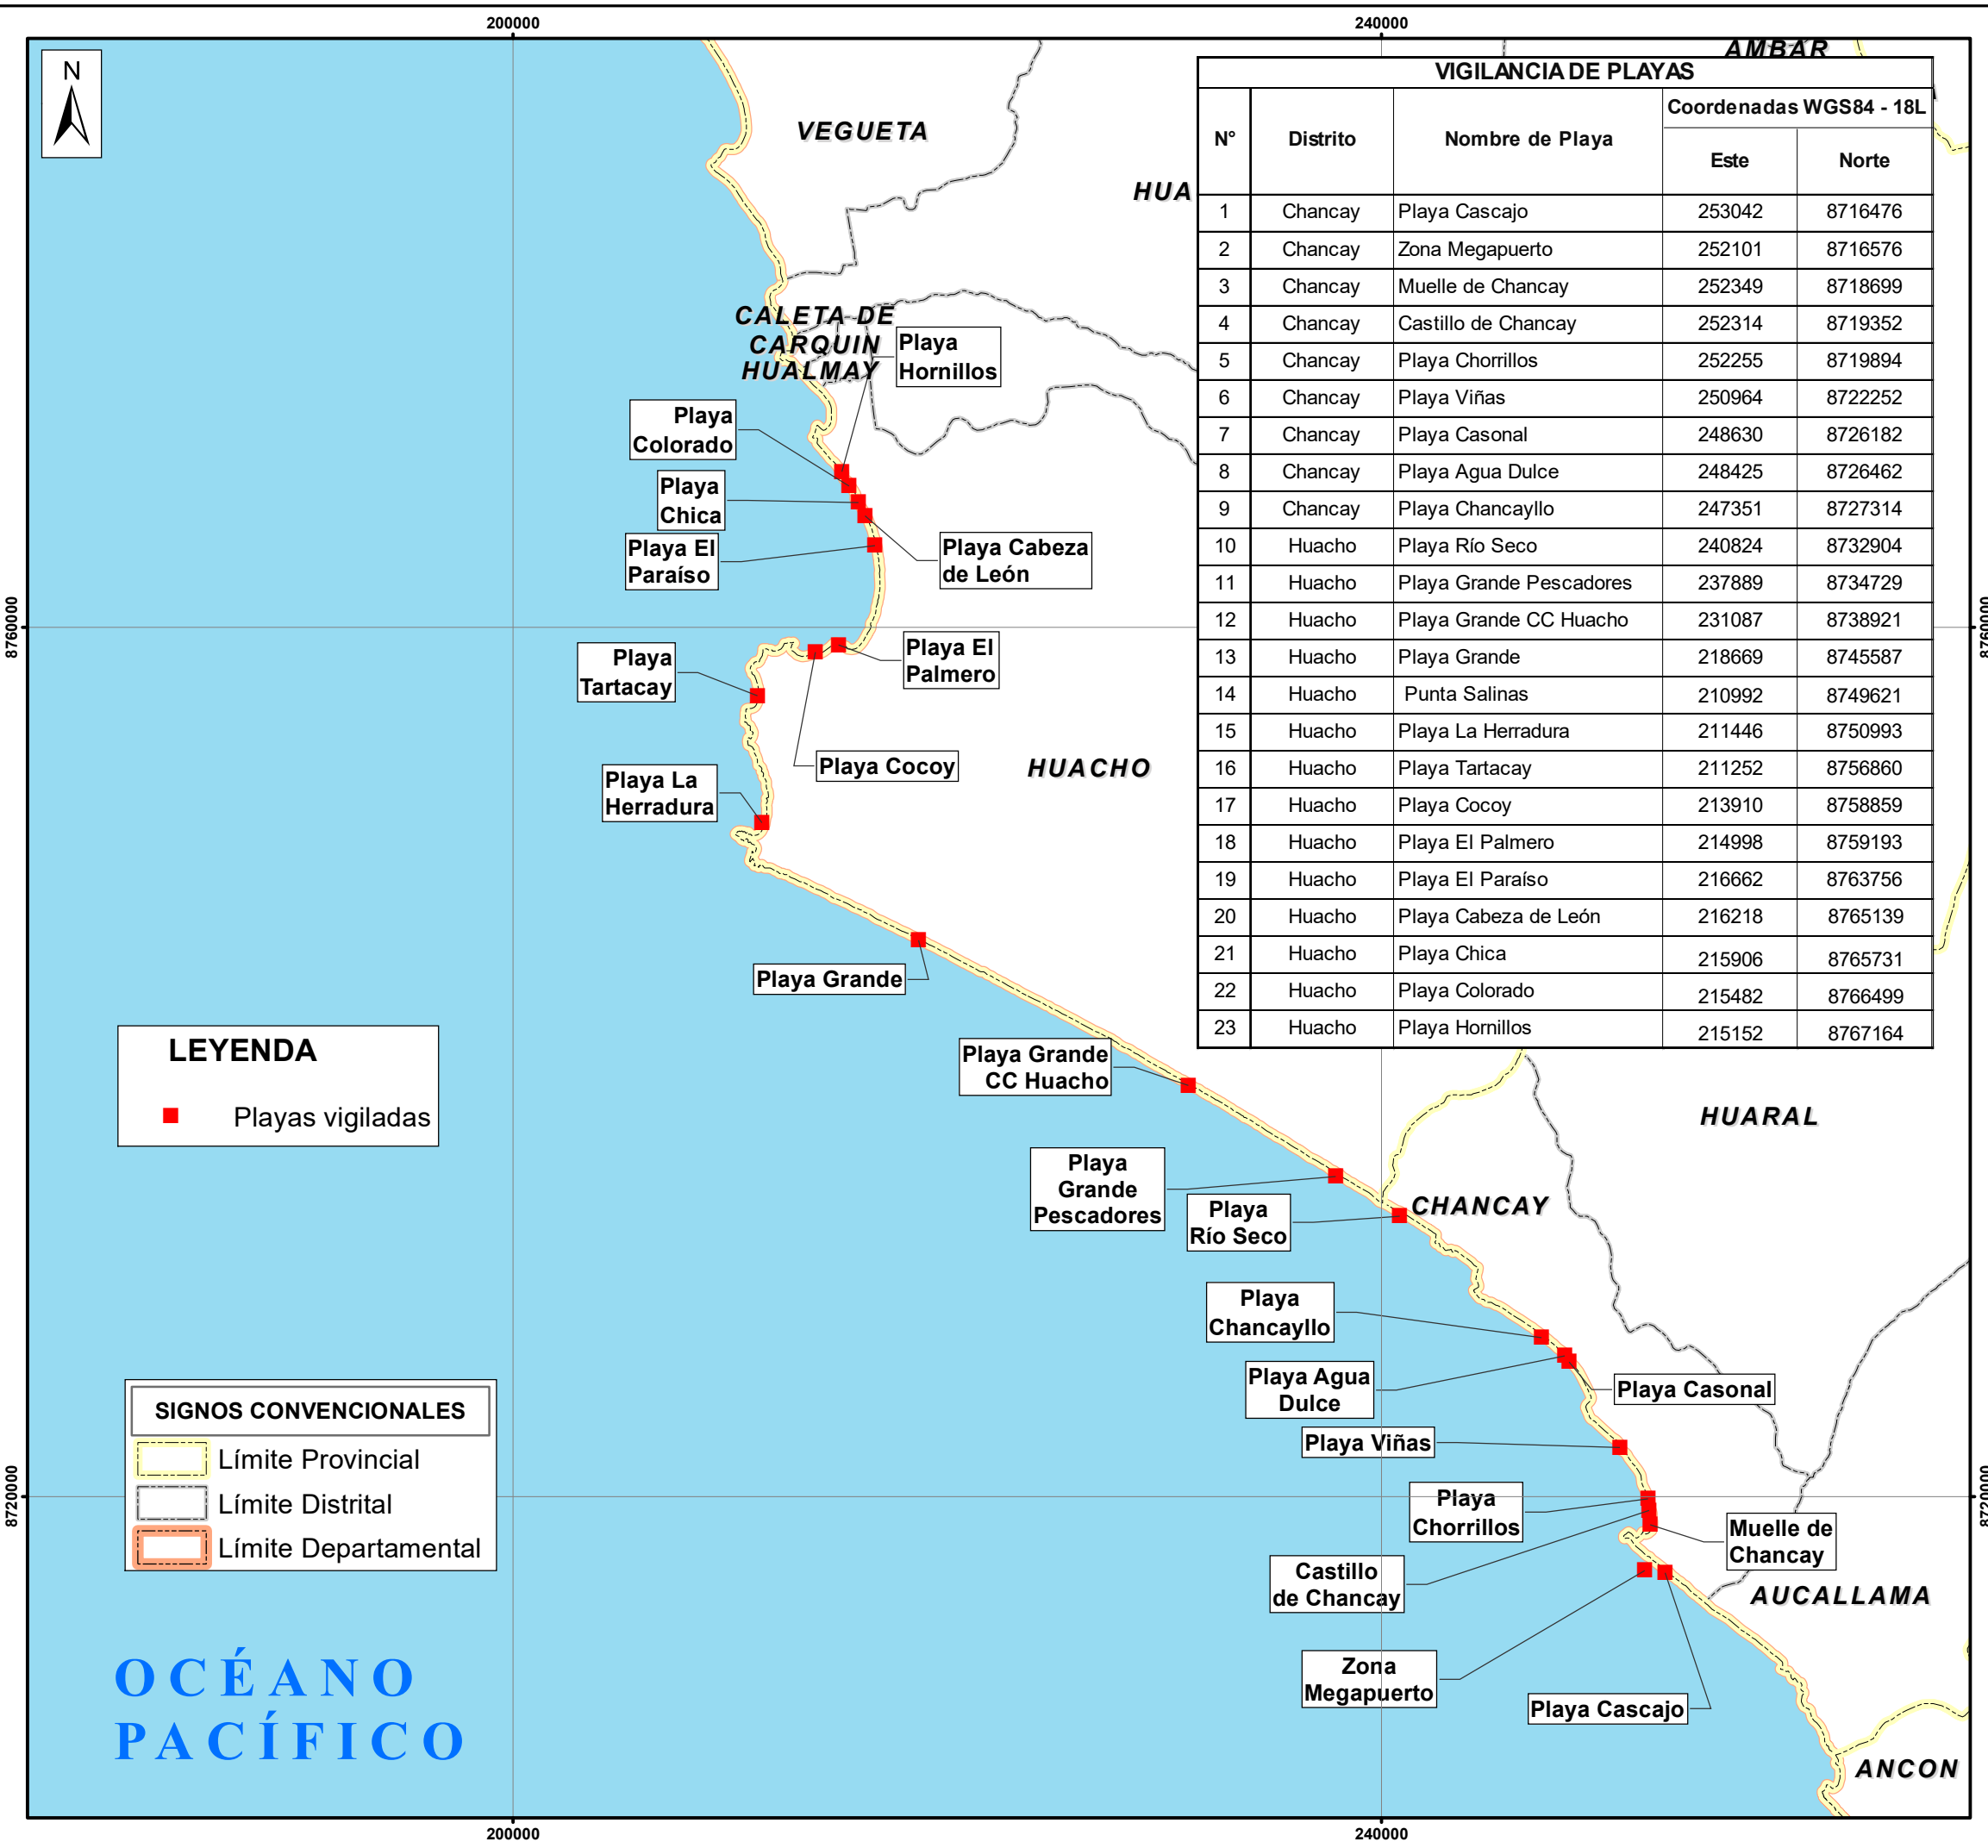 200000
240000
N
AMBAR
VEGUETA
HUA
CALETA DE
CARQUIN
HUALMAY
HUACHO
HUARAL
CHANCAY
AUCALLAMA
ANCON
8760000
8760000
8720000
8720000
VIGILANCIA DE PLAYAS
N° Distrito Nombre de Playa Coordenadas WGS84 - 18L
Este Norte
1 Chancay Playa Cascajo 253042 8716476
2 Chancay Zona Megapuerto 252101 8716576
3 Chancay Muelle de Chancay 252349 8718699
4 Chancay Castillo de Chancay 252314 8719352
5 Chancay Playa Chorrillos 252255 8719894
6 Chancay Playa Viñas 250964 8722252
7 Chancay Playa Casonal 248630 8726182
8 Chancay Playa Agua Dulce 248425 8726462
9 Chancay Playa Chancayllo 247351 8727314
10 Huacho Playa Río Seco 240824 8732904
11 Huacho Playa Grande Pescadores 237889 8734729
12 Huacho Playa Grande CC Huacho 231087 8738921
13 Huacho Playa Grande 218669 8745587
14 Huacho Punta Salinas 210992 8749621
15 Huacho Playa La Herradura 211446 8750993
16 Huacho Playa Tartacay 211252 8756860
17 Huacho Playa Cocoy 213910 8758859
18 Huacho Playa El Palmero 214998 8759193
19 Huacho Playa El Paraíso 216662 8763756
20 Huacho Playa Cabeza de León 216218 8765139
21 Huacho Playa Chica 215906 8765731
22 Huacho Playa Colorado 215482 8766499
23 Huacho Playa Hornillos 215152 8767164
Playa
Hornillos
Playa
Colorado
Playa
Chica
Playa El
Paraíso
Playa Cabeza
de León
Playa El
Palmero
Playa
Tartacay
Playa Cocoy
Playa La
Herradura
Playa Grande
Playa Grande
CC Huacho
Playa
Grande
Pescadores
Playa
Río Seco
Playa
Chancayllo
Playa Agua
Dulce
Playa Casonal
Playa Viñas
Playa
Chorrillos
Muelle de
Chancay
Castillo
de Chancay
Zona
Megapuerto
Playa Cascajo
LEYENDA
Playas vigiladas
SIGNOS CONVENCIONALES
Límite Provincial
Límite Distrital
Límite Departamental
OCÉANO
PACÍFICO
200000
240000